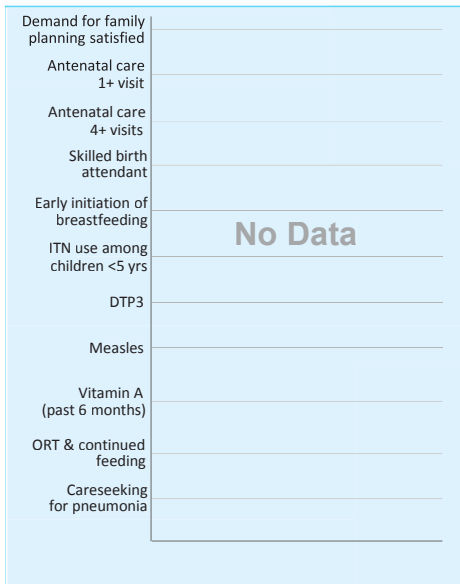 Demand for family
planning satisfied
Antenatal care
1+ visit
Antenatal care
4+ visits
Skilled birth
attendant
Early initiation of
breastfeeding
No Data
ITN use among
children <5 yrs
DTP3
Measles
Vitamin A
(past 6 months)
ORT & continued
feeding
Careseeking
for pneumonia